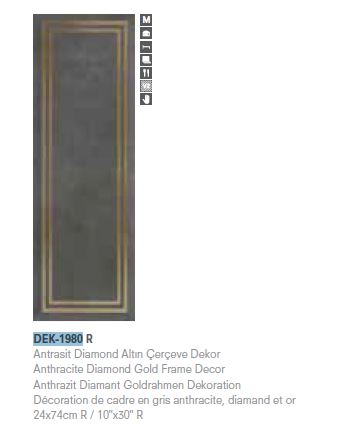 M
V2
DEK-1980 R
Antrasit Diamond Altın Çerçeve Dekor
Anthracite Diamond Gold Frame Decor
Anthrazit Diamant Goldrahmen Dekoration
Décoration de cadre en gris anthracite, diamand et or
24x74cm R / 10"x30" R